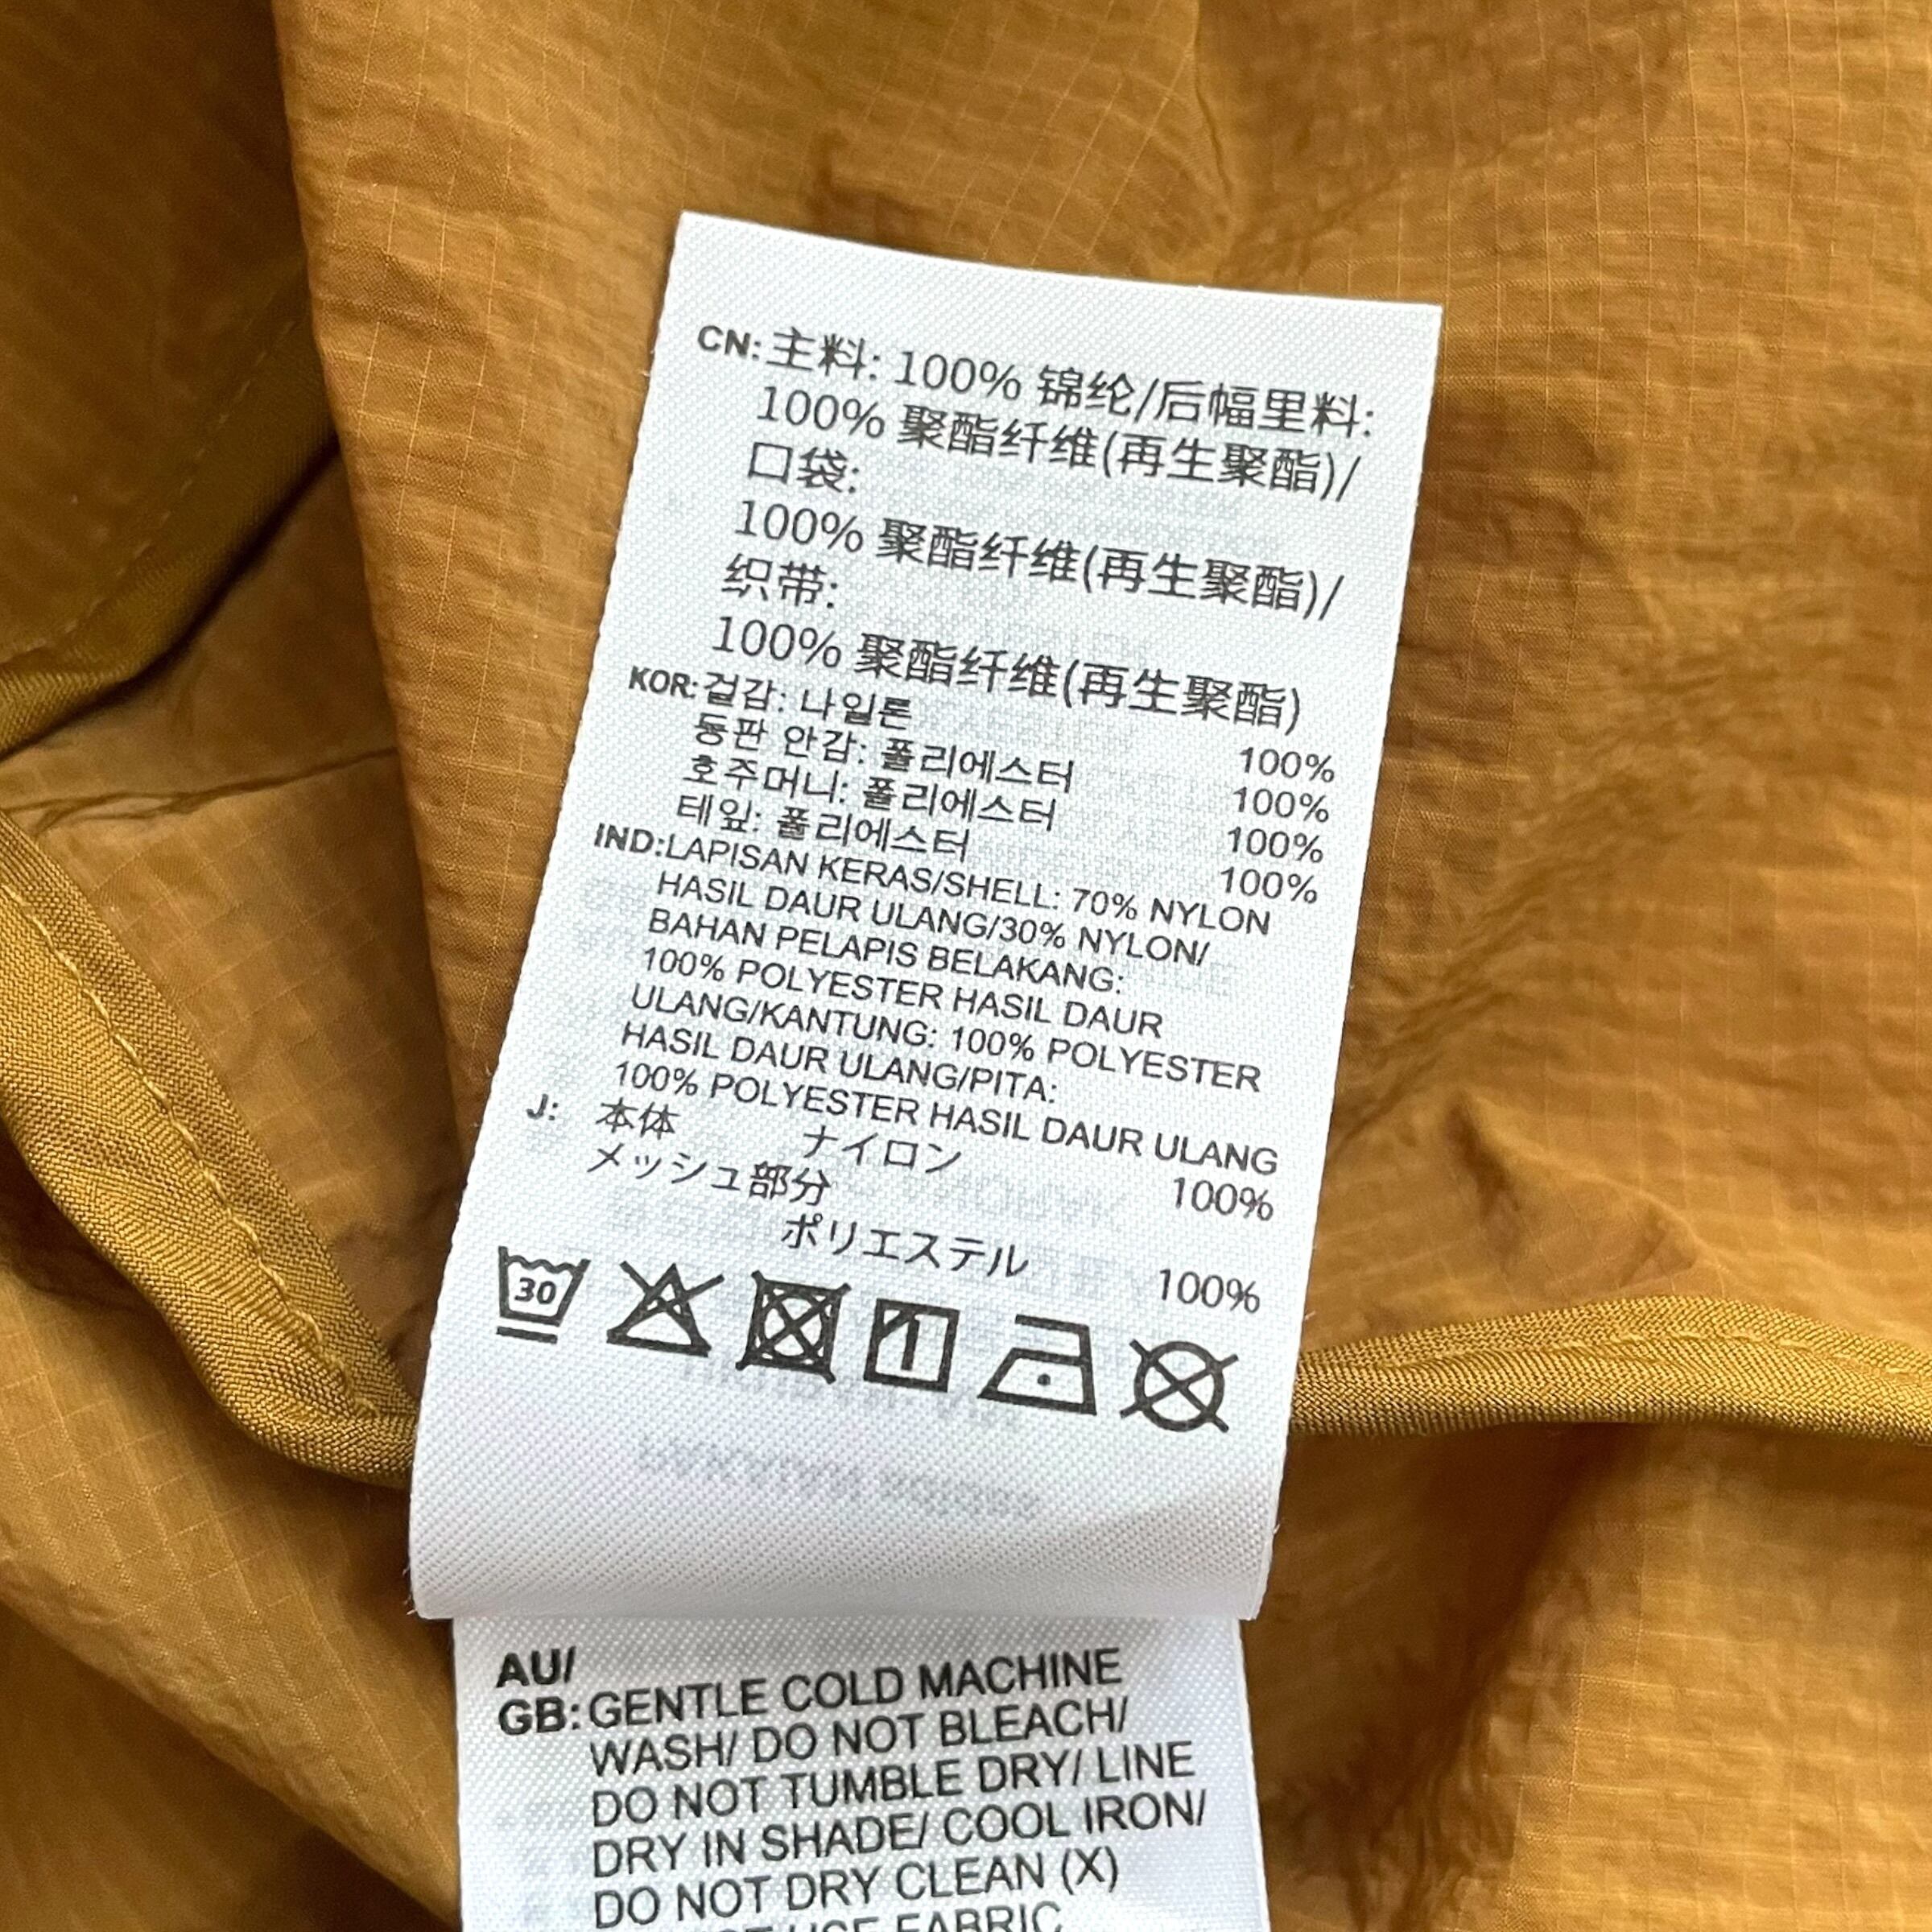 CN: 主料: 100% 锦纶/后幅里料:
100% 聚酯纤维(再生聚酯)/
口袋:
100% 聚酯纤维(再生聚酯)/
织带:
100% 聚酯纤维(再生聚酯)
KOR: 겉감: 나일론 100%
등판 안감: 폴리에스터 100%
호주머니: 폴리에스터 100%
테잎: 폴리에스터 100%
IND: LAPISAN KERAS/SHELL: 70% NYLON
HASIL DAUR ULANG/30% NYLON/
BAHAN PELAPIS BELAKANG:
100% POLYESTER HASIL DAUR
ULANG/KANTUNG: 100% POLYESTER
HASIL DAUR ULANG/PITA:
100% POLYESTER HASIL DAUR ULANG
J: 本体 ナイロン 100%
メッシュ部分
ポリエステル 100%
30
AU/
GB: GENTLE COLD MACHINE
WASH/ DO NOT BLEACH/
DO NOT TUMBLE DRY/ LINE
DRY IN SHADE/ COOL IRON/
DO NOT DRY CLEAN (X)
USE FABRIC